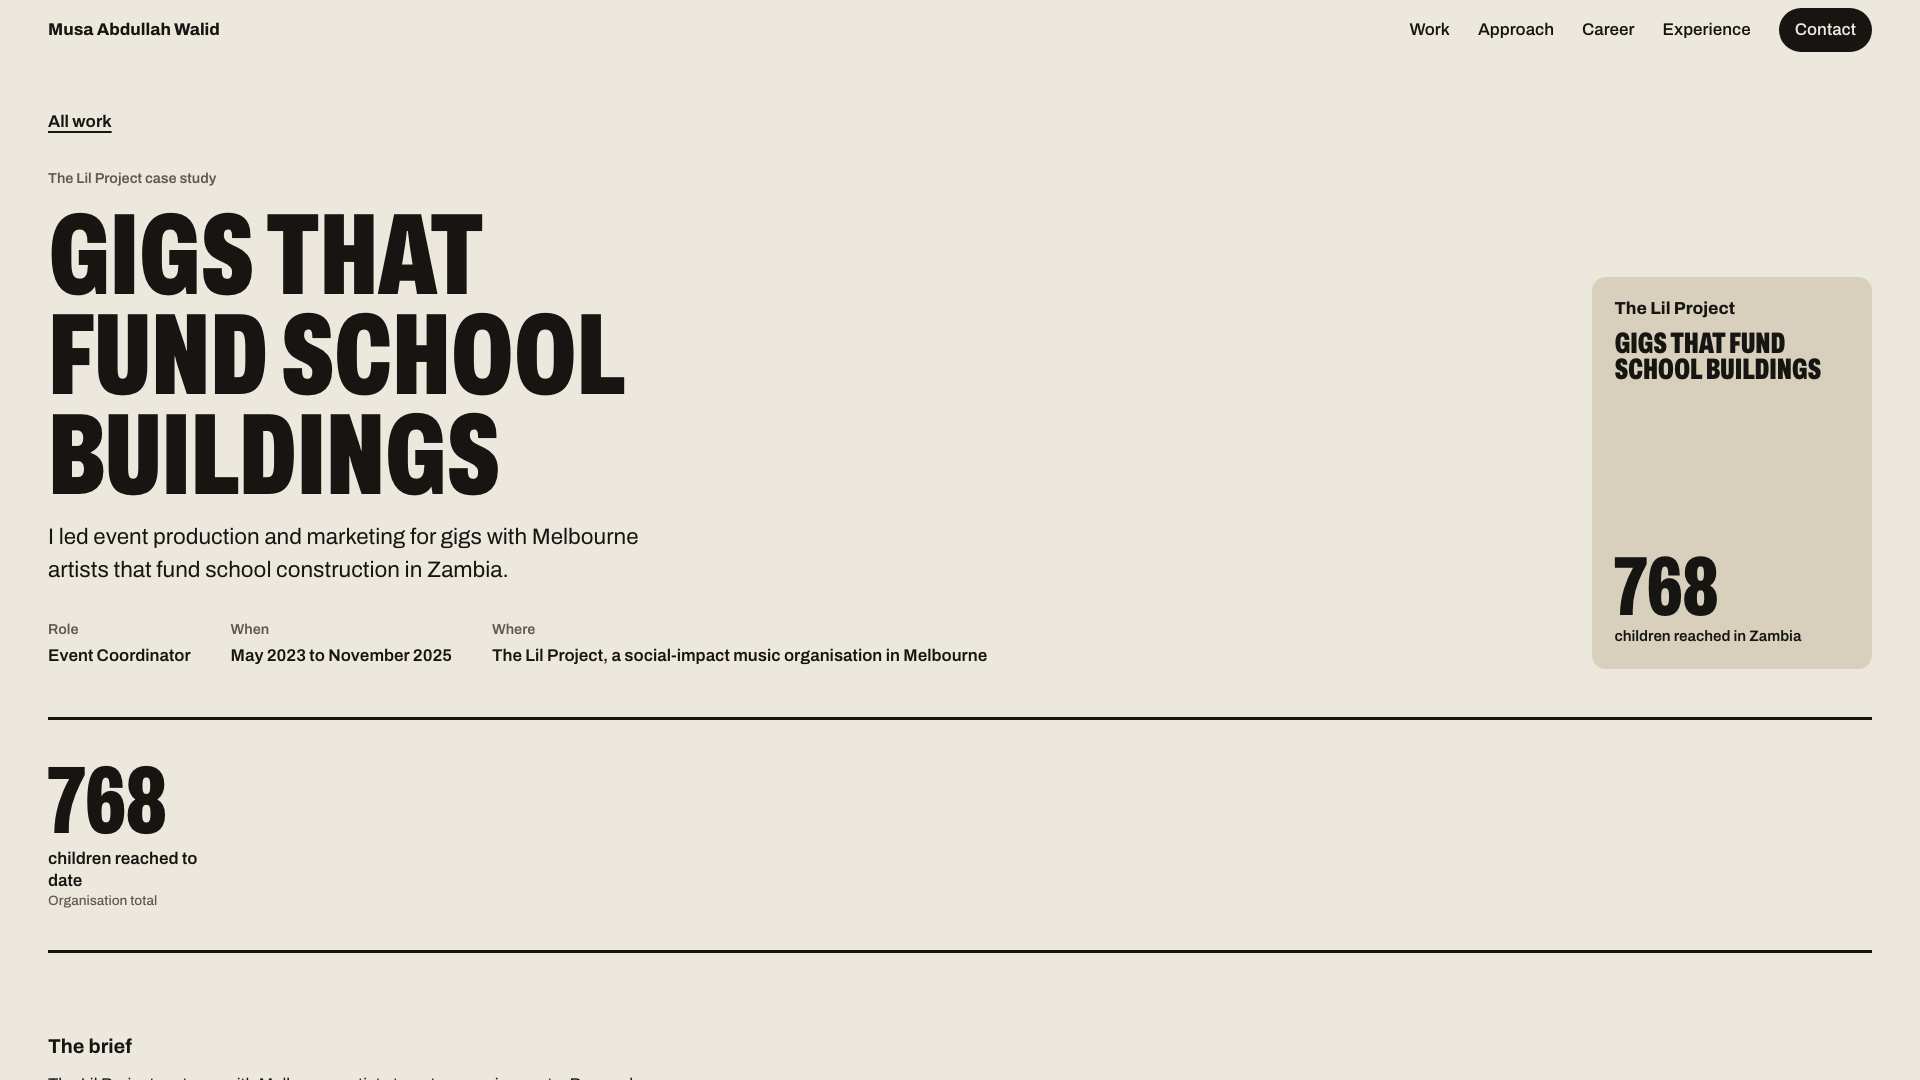 Musa Abdullah Walid
Work
Approach
Career
Experience
Contact
All work
The Lil Project case study
GIGS THAT
FUND SCHOOL
BUILDINGS
I led event production and marketing for gigs with Melbourne
artists that fund school construction in Zambia.
Role
Event Coordinator
When
May 2023 to November 2025
Where
The Lil Project, a social-impact music organisation in Melbourne
The Lil Project
GIGS THAT FUND
SCHOOL BUILDINGS
768
children reached in Zambia
768
children reached to
date
Organisation total
The brief